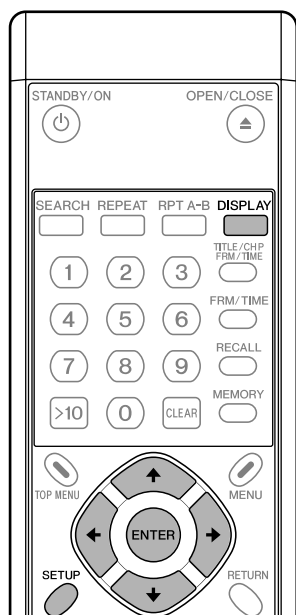 STANDBY/ON OPEN/CLOSE
SEARCH REPEAT RPT A-B DISPLAY
TITLE/CHP
FRM/TIME
1 2 3
FRM/TIME
4 5 6
RECALL
7 8 9
MEMORY
>10 0 CLEAR
TOP MENU MENU
ENTER
SETUP RETURN